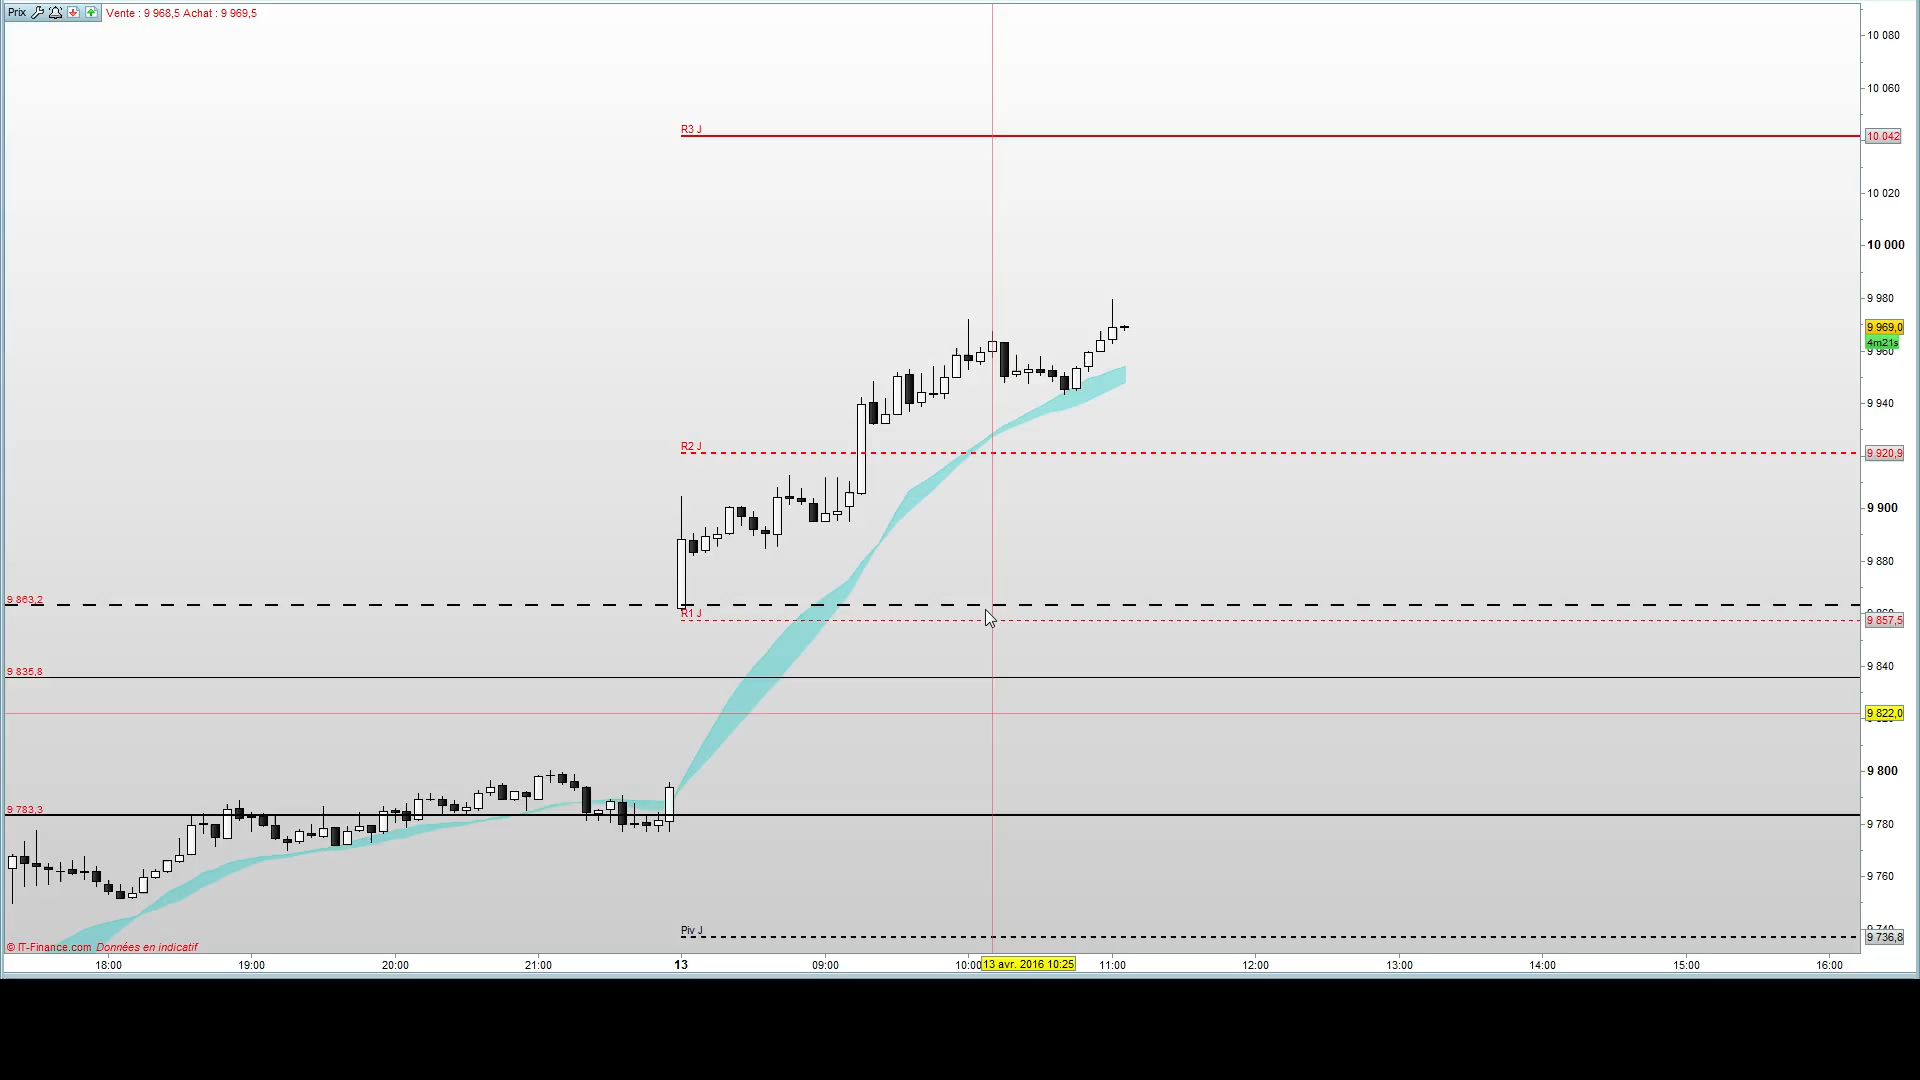 Prix Vente : 9 968,5 Achat : 9 969,5
10 080
10 060
R3 J
10 042
10 020
10 000
9 980
9 969,0
4m21s
9 960
9 940
R2 J
9 920,9
9 900
9 880
9 863,2
R1 J
9 857,5
9 835,8
9 840
9 822,0
9 800
9 783,3
9 780
9 760
Piv J
9 736,8
© IT-Finance.com Données en indicatif
18:00 19:00 20:00 21:00 13 09:00 10:00 13 avr. 2016 10:25 11:00 12:00 13:00 14:00 15:00 16:00